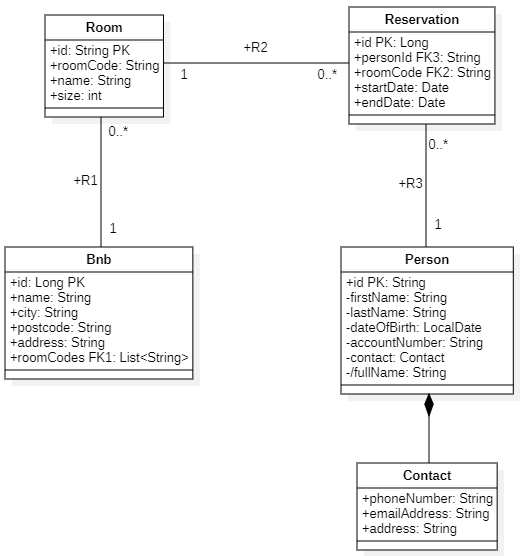 Room
+id: String PK
+roomCode: String
+name: String
+size: int
+R2
1
0..*
Reservation
+id PK: Long
+personId FK3: String
+roomCode FK2: String
+startDate: Date
+endDate: Date
0..*
+R1
1
0..*
+R3
1
Bnb
+id: Long PK
+name: String
+city: String
+postcode: String
+address: String
+roomCodes FK1: List<String>
Person
+id PK: String
-firstName: String
-lastName: String
-dateOfBirth: LocalDate
-accountNumber: String
-contact: Contact
-/fullName: String
Contact
+phoneNumber: String
+emailAddress: String
+address: String